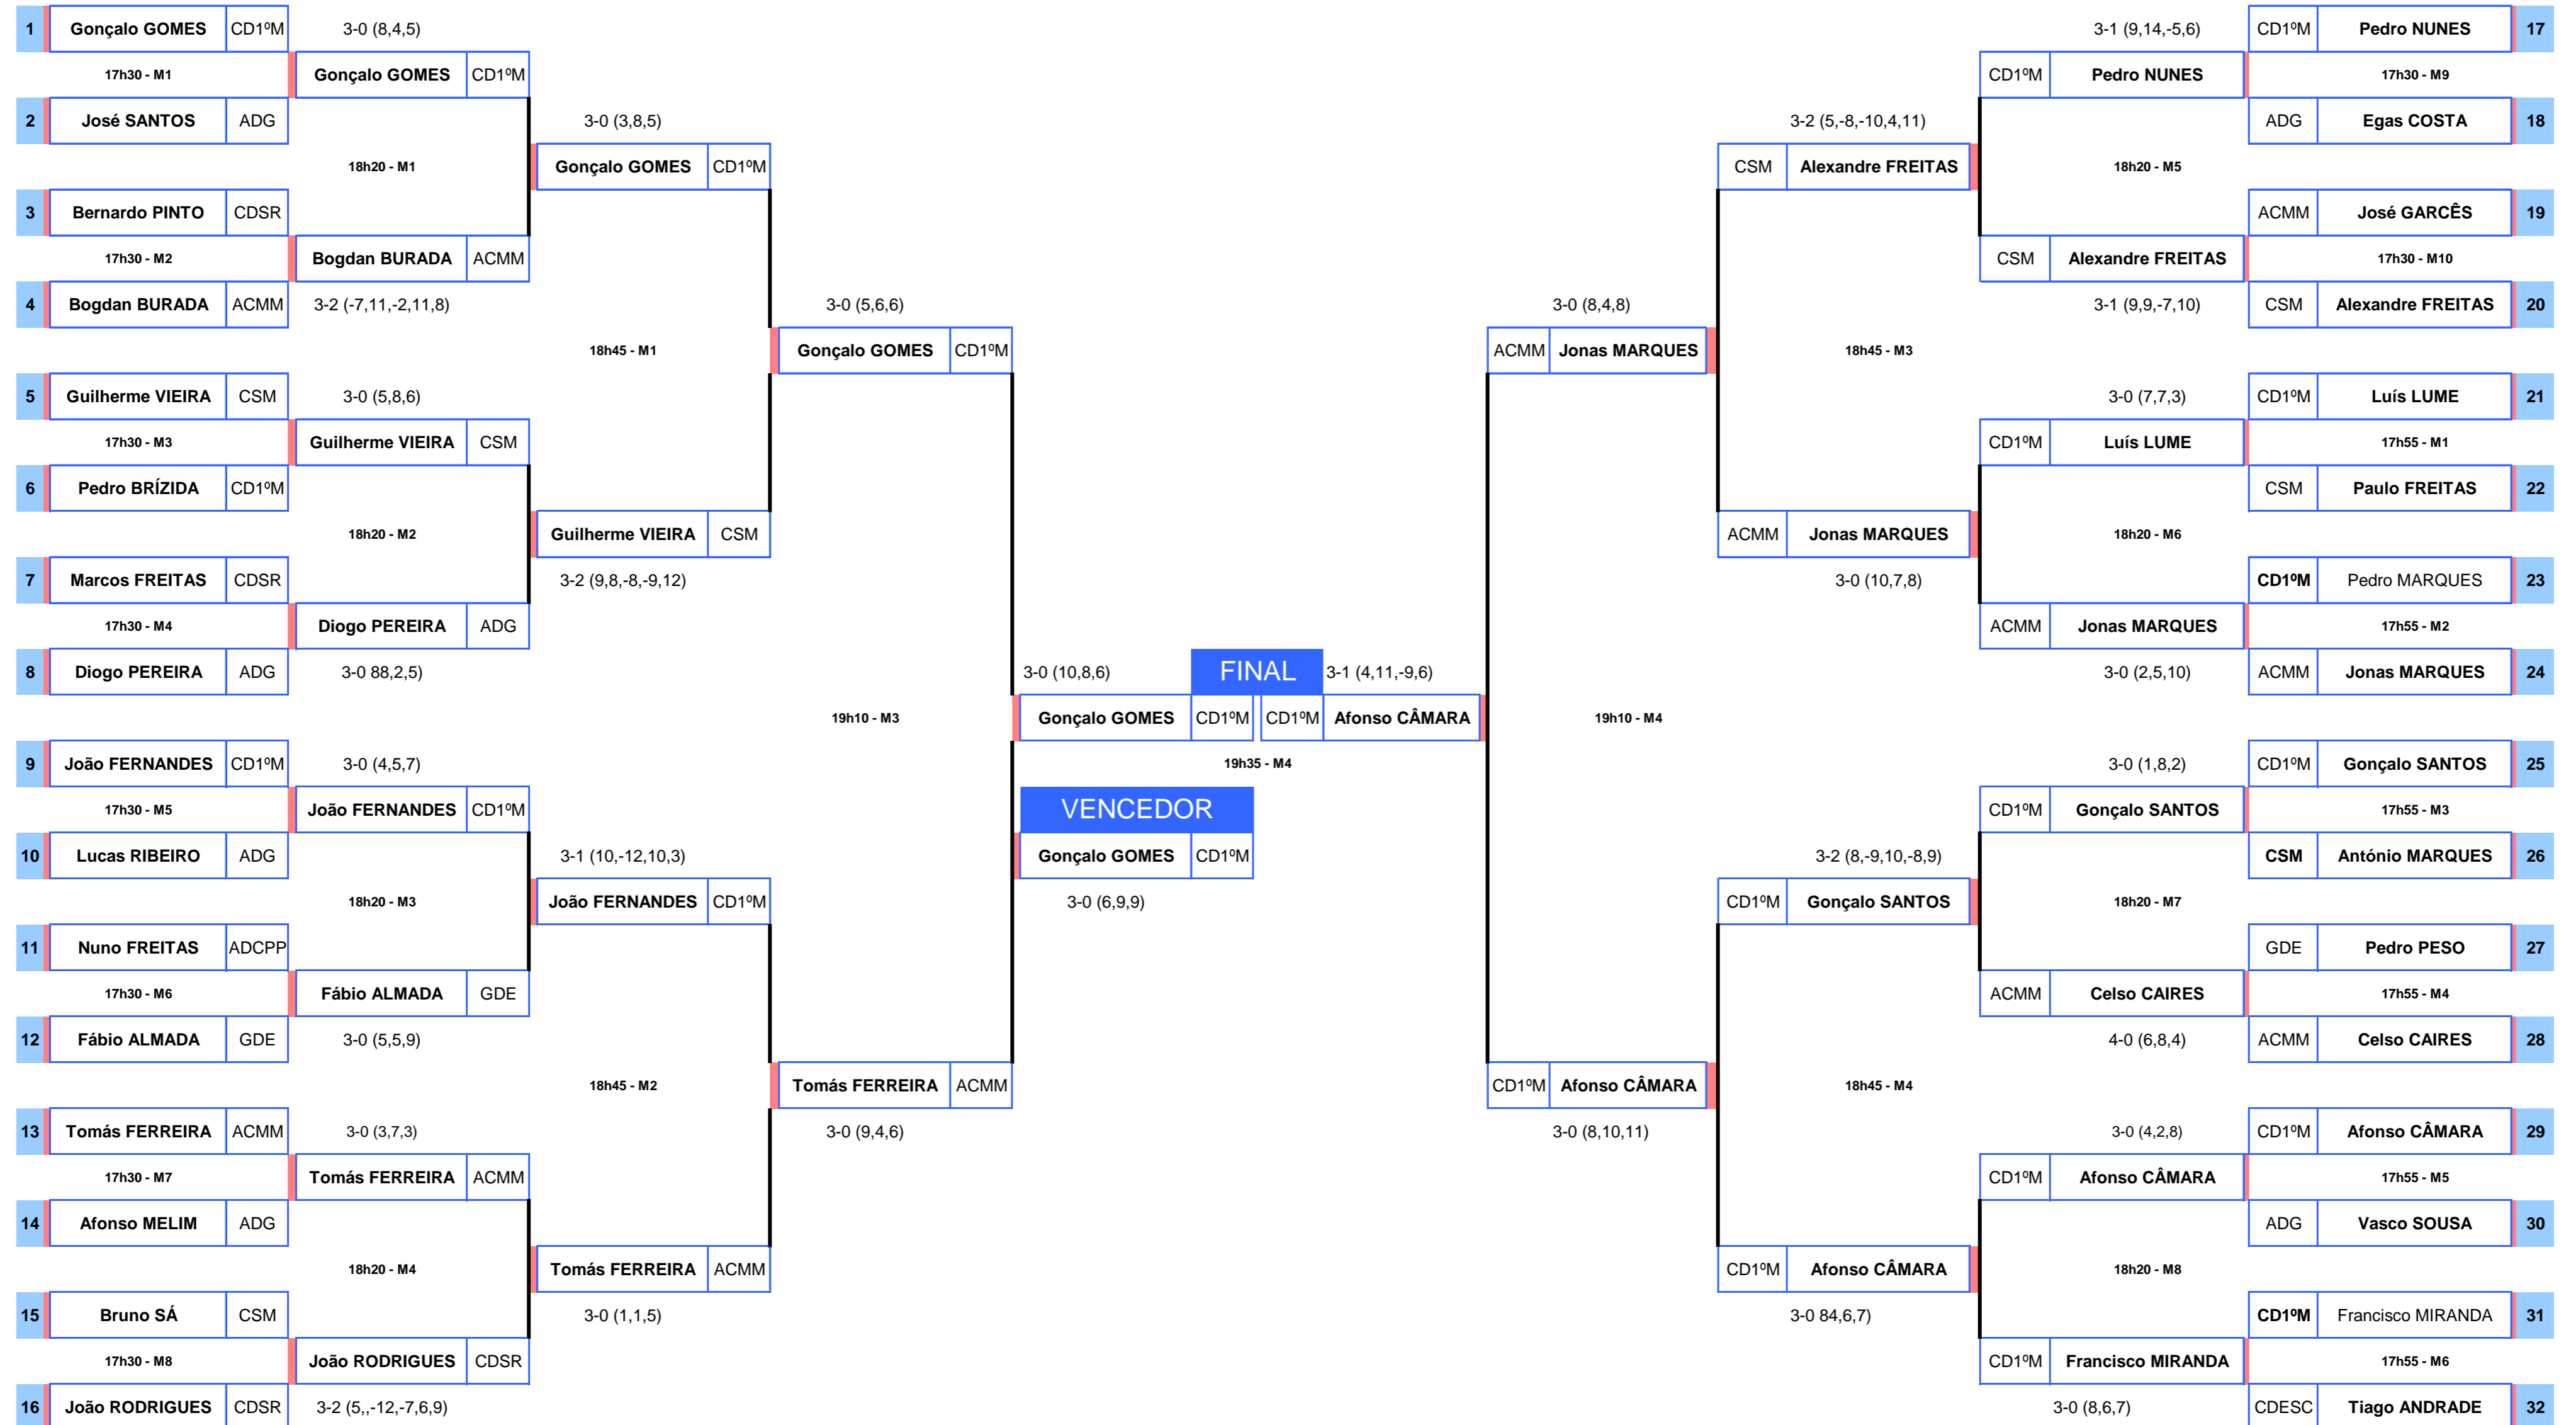 1 Gonçalo GOMES CD1ºM 3-0 (8,4,5) 3-1 (9,14,-5,6) CD1ºM Pedro NUNES 17
17h30 - M1 Gonçalo GOMES CD1ºM CD1ºM Pedro NUNES 17h30 - M9
2 José SANTOS ADG 3-0 (3,8,5) 3-2 (5,-8,-10,4,11) ADG Egas COSTA 18
18h20 - M1 Gonçalo GOMES CD1ºM CSM Alexandre FREITAS 18h20 - M5
3 Bernardo PINTO CDSR ACMM José GARCÊS 19
17h30 - M2 Bogdan BURADA ACMM CSM Alexandre FREITAS 17h30 - M10
4 Bogdan BURADA ACMM 3-2 (-7,11,-2,11,8) 3-0 (5,6,6) 3-0 (8,4,8) 3-1 (9,9,-7,10) CSM Alexandre FREITAS 20
18h45 - M1 Gonçalo GOMES CD1ºM ACMM Jonas MARQUES 18h45 - M3
5 Guilherme VIEIRA CSM 3-0 (5,8,6) 3-0 (7,7,3) CD1ºM Luís LUME 21
17h30 - M3 Guilherme VIEIRA CSM CD1ºM Luís LUME 17h55 - M1
6 Pedro BRÍZIDA CD1ºM CSM Paulo FREITAS 22
18h20 - M2 Guilherme VIEIRA CSM ACMM Jonas MARQUES 18h20 - M6
7 Marcos FREITAS CDSR 3-2 (9,8,-8,-9,12) 3-0 (10,7,8) CD1ºM Pedro MARQUES 23
17h30 - M4 Diogo PEREIRA ADG ACMM Jonas MARQUES 17h55 - M2
8 Diogo PEREIRA ADG 3-0 88,2,5) 3-0 (10,8,6) FINAL 3-1 (4,11,-9,6) 3-0 (2,5,10) ACMM Jonas MARQUES 24
19h10 - M3 Gonçalo GOMES CD1ºM CD1ºM Afonso CÂMARA 19h10 - M4
9 João FERNANDES CD1ºM 3-0 (4,5,7) 19h35 - M4 3-0 (1,8,2) CD1ºM Gonçalo SANTOS 25
17h30 - M5 João FERNANDES CD1ºM VENCEDOR CD1ºM Gonçalo SANTOS 17h55 - M3
10 Lucas RIBEIRO ADG 3-1 (10,-12,10,3) Gonçalo GOMES CD1ºM 3-2 (8,-9,10,-8,9) CSM António MARQUES 26
18h20 - M3 João FERNANDES CD1ºM 3-0 (6,9,9) CD1ºM Gonçalo SANTOS 18h20 - M7
11 Nuno FREITAS ADCPP GDE Pedro PESO 27
17h30 - M6 Fábio ALMADA GDE ACMM Celso CAIRES 17h55 - M4
12 Fábio ALMADA GDE 3-0 (5,5,9) 4-0 (6,8,4) ACMM Celso CAIRES 28
18h45 - M2 Tomás FERREIRA ACMM CD1ºM Afonso CÂMARA 18h45 - M4
13 Tomás FERREIRA ACMM 3-0 (3,7,3) 3-0 (9,4,6) 3-0 (8,10,11) 3-0 (4,2,8) CD1ºM Afonso CÂMARA 29
17h30 - M7 Tomás FERREIRA ACMM CD1ºM Afonso CÂMARA 17h55 - M5
14 Afonso MELIM ADG ADG Vasco SOUSA 30
18h20 - M4 Tomás FERREIRA ACMM CD1ºM Afonso CÂMARA 18h20 - M8
15 Bruno SÁ CSM 3-0 (1,1,5) 3-0 84,6,7) CD1ºM Francisco MIRANDA 31
17h30 - M8 João RODRIGUES CDSR CD1ºM Francisco MIRANDA 17h55 - M6
16 João RODRIGUES CDSR 3-2 (5,,-12,-7,6,9) 3-0 (8,6,7) CDESC Tiago ANDRADE 32